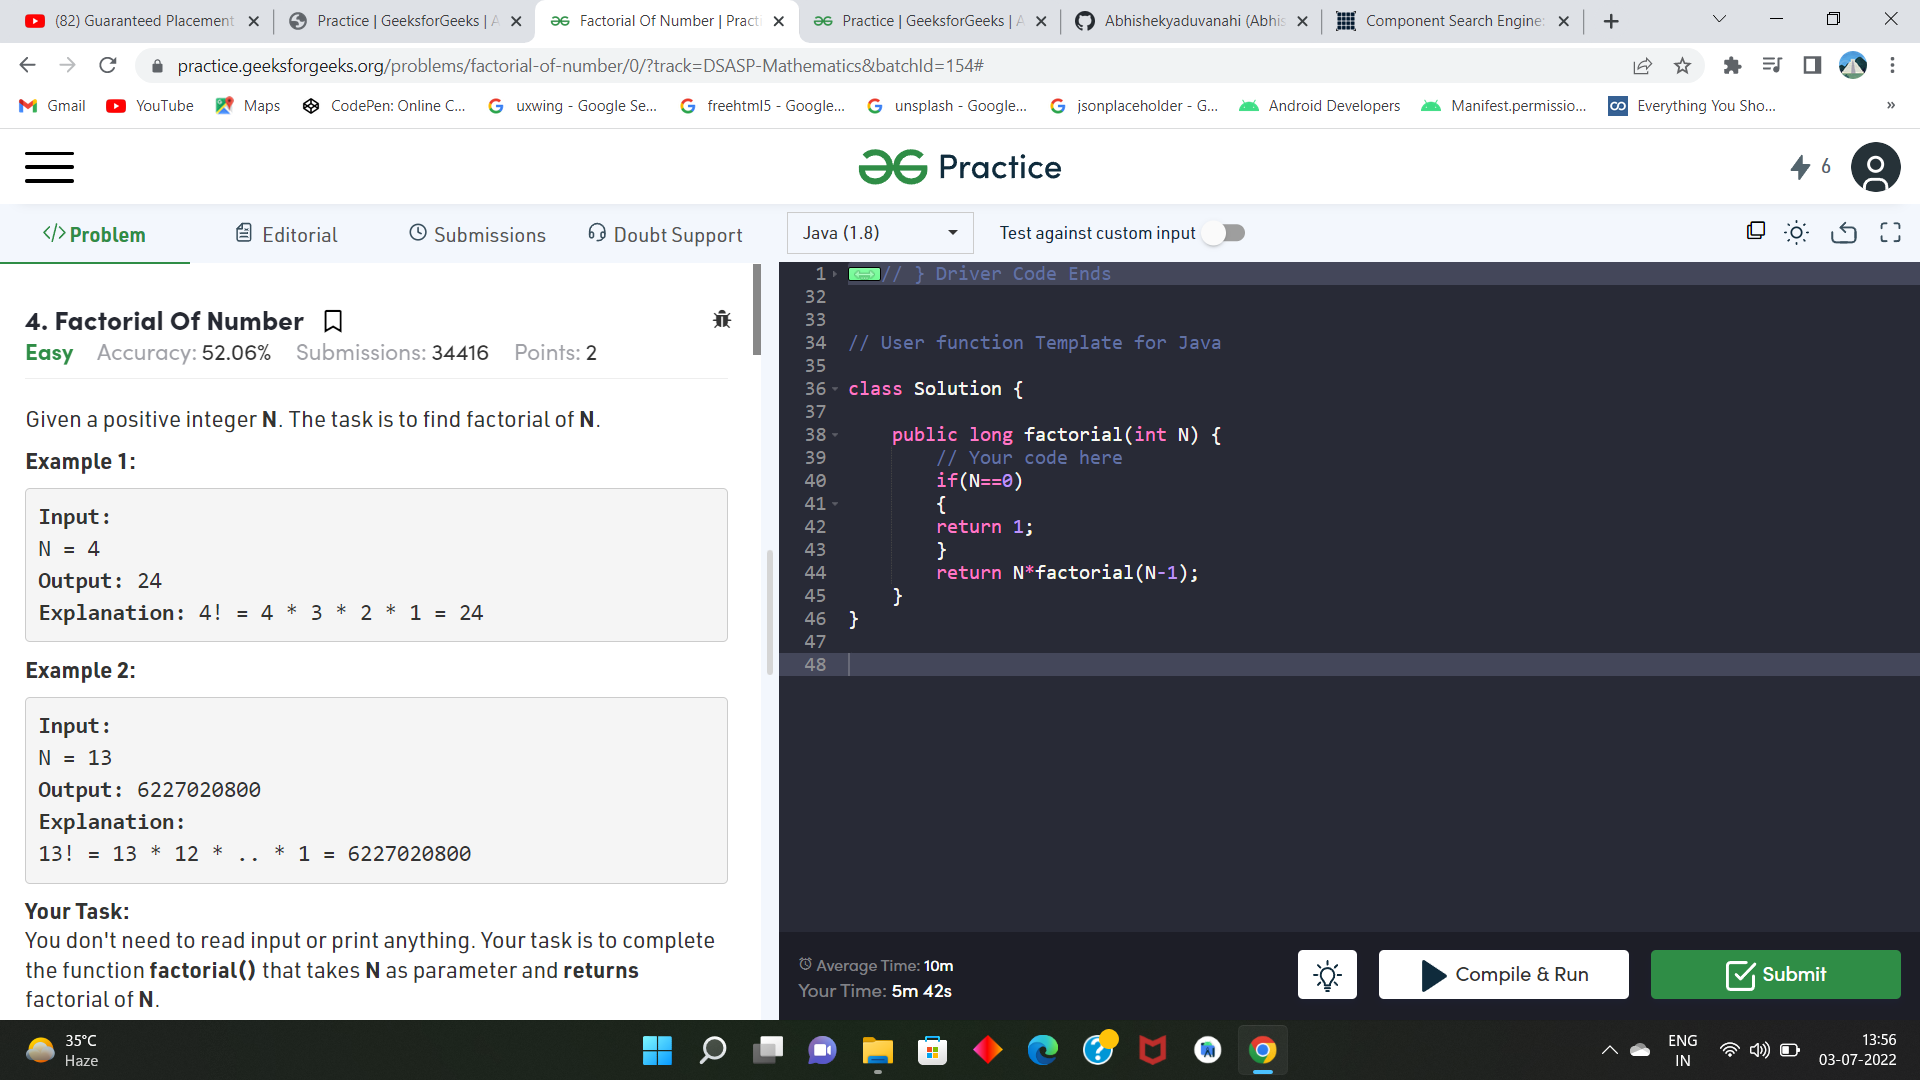 (82) Guaranteed Placement
Practice | GeeksforGeeks | A
Factorial Of Number | Practi
Practice | GeeksforGeeks | A
Abhishekyaduvanahi (Abhis
Component Search Engine:
practice.geeksforgeeks.org/problems/factorial-of-number/0/?track=DSASP-Mathematics&batchId=154#
Gmail
YouTube
Maps
CodePen: Online C...
uxwing - Google Se...
freehtml5 - Google...
unsplash - Google...
jsonplaceholder - G...
Android Developers
Manifest.permissio...
Everything You Sho...
»
Practice
6
</> Problem
Editorial
Submissions
Doubt Support
Java (1.8)
Test against custom input
4. Factorial Of Number
Easy Accuracy: 52.06% Submissions: 34416 Points: 2
Given a positive integer N. The task is to find factorial of N.
Example 1:
Input:
N = 4
Output: 24
Explanation: 4! = 4 * 3 * 2 * 1 = 24
Example 2:
Input:
N = 13
Output: 6227020800
Explanation:
13! = 13 * 12 * .. * 1 = 6227020800
Your Task:
You don't need to read input or print anything. Your task is to complete
the function factorial() that takes N as parameter and returns
factorial of N.
1 // } Driver Code Ends
32
33
34 // User function Template for Java
35
36 class Solution {
37
38 public long factorial(int N) {
39 // Your code here
40 if(N==0)
41 {
42 return 1;
43 }
44 return N*factorial(N-1);
45 }
46 }
47
48
Average Time: 10m
Your Time: 5m 42s
Compile & Run
Submit
35°C
Haze
ENG
IN
13:56
03-07-2022